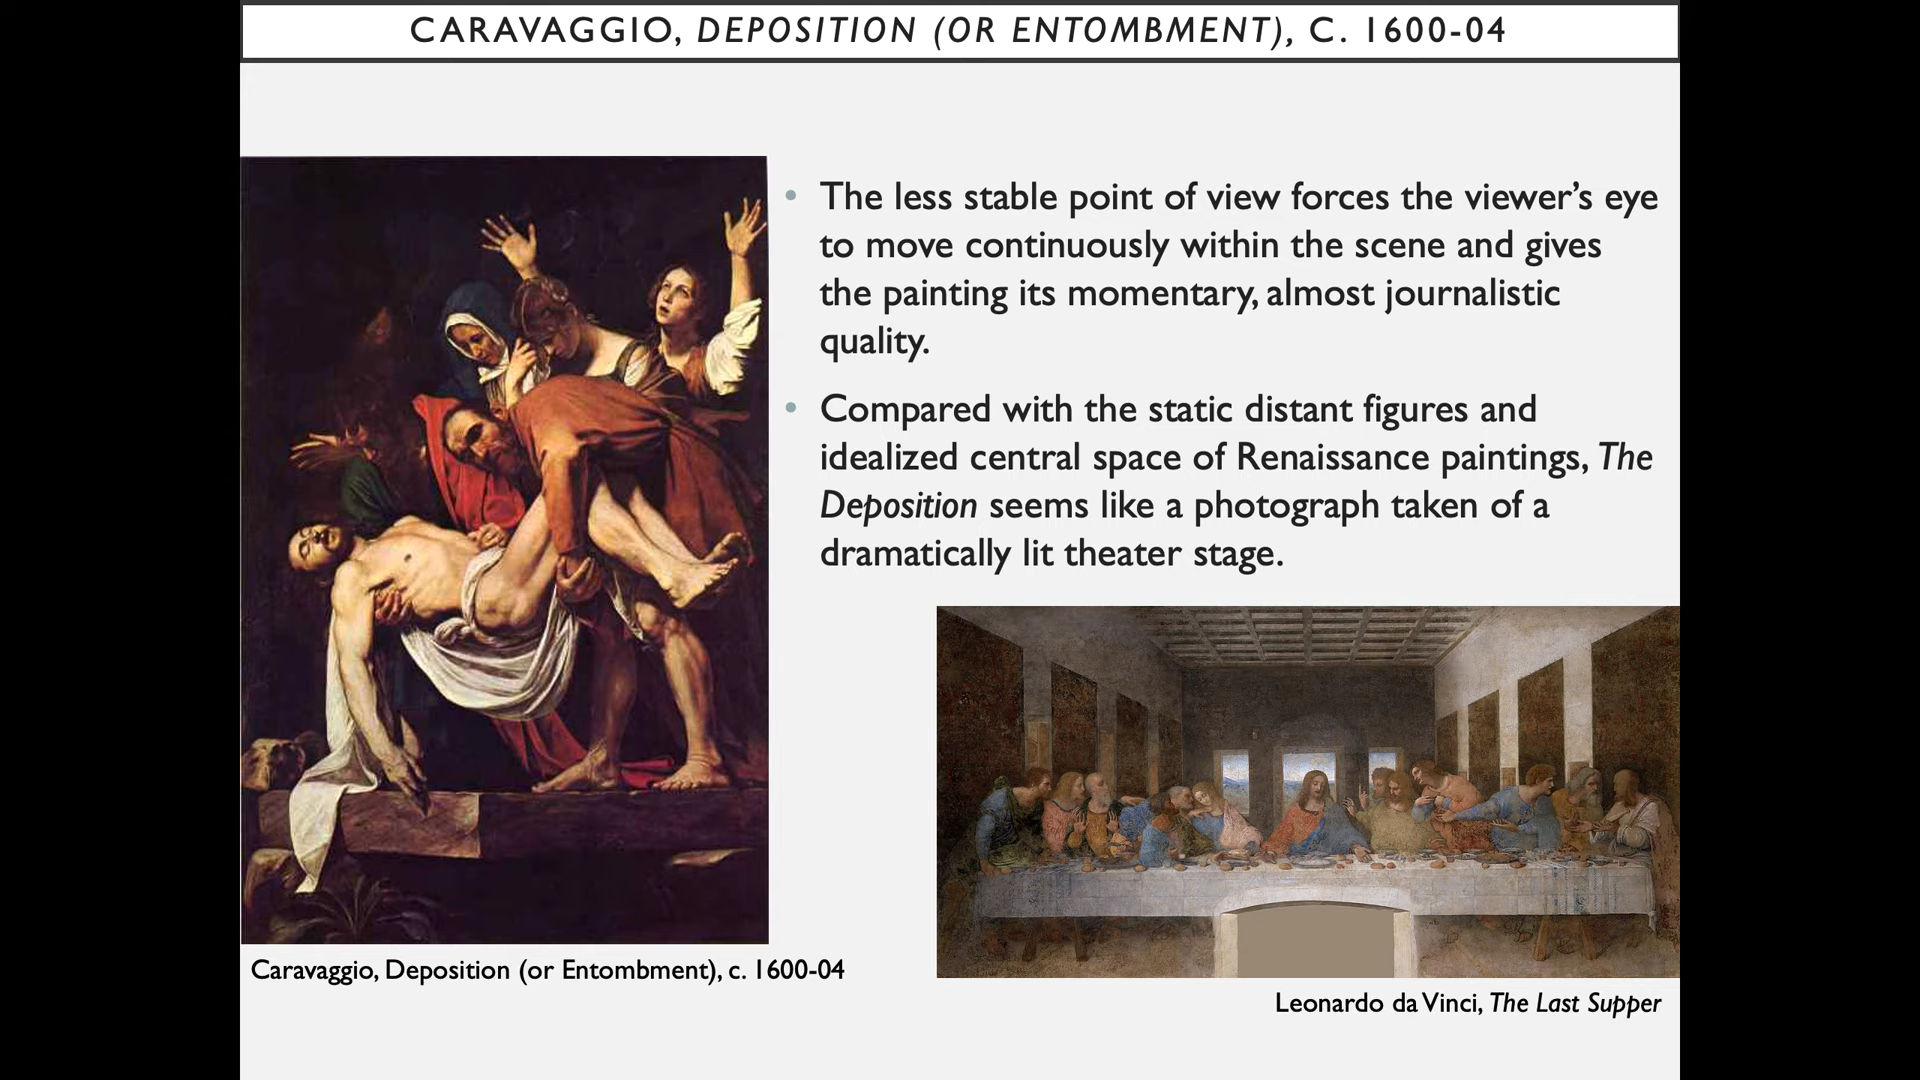 CARAVAGGIO, DEPOSITION (OR ENTOMBMENT), C. 1600-04
• The less stable point of view forces the viewer’s eye
to move continuously within the scene and gives
the painting its momentary, almost journalistic
quality.
• Compared with the static distant figures and
idealized central space of Renaissance paintings, The
Deposition seems like a photograph taken of a
dramatically lit theater stage.
Caravaggio, Deposition (or Entombment), c. 1600-04
Leonardo da Vinci, The Last Supper